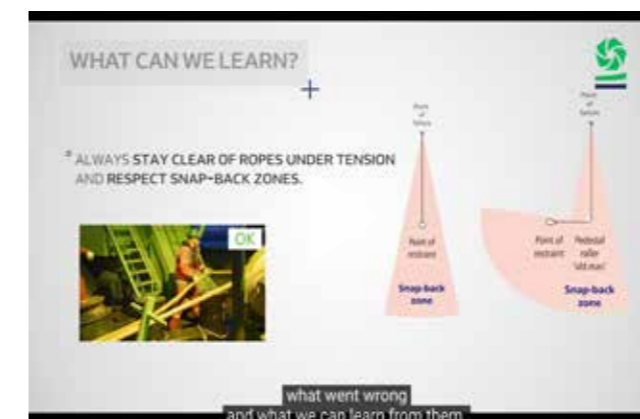 WHAT CAN WE LEARN?
ALWAYS STAY CLEAR OF ROPES UNDER TENSION
AND RESPECT SNAP-BACK ZONES.
OK
Point
of
failure
Point of
restraint
Snap-back
zone
Point
of
failure
Point of
restraint
Pedestal
roller
'old man'
Snap-back
zone
what went wrong
and what we can learn from them